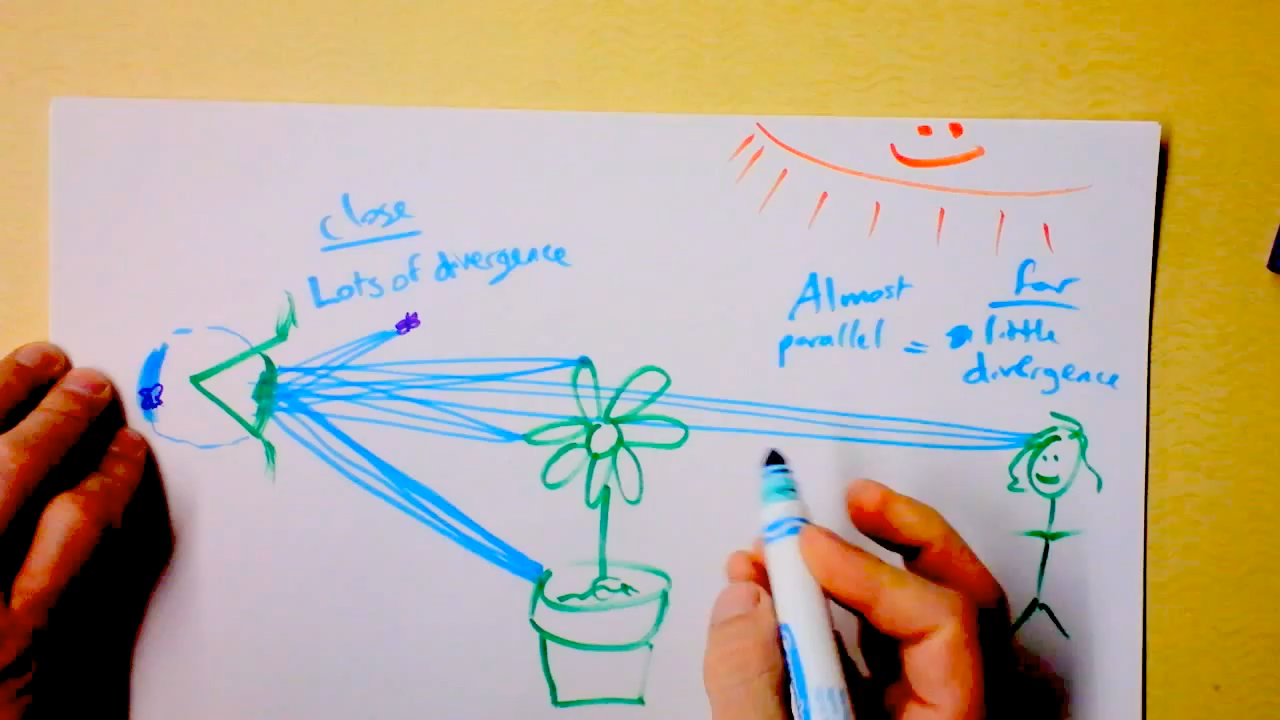 close
Lots of divergence
far
Almost
parallel = little
divergence